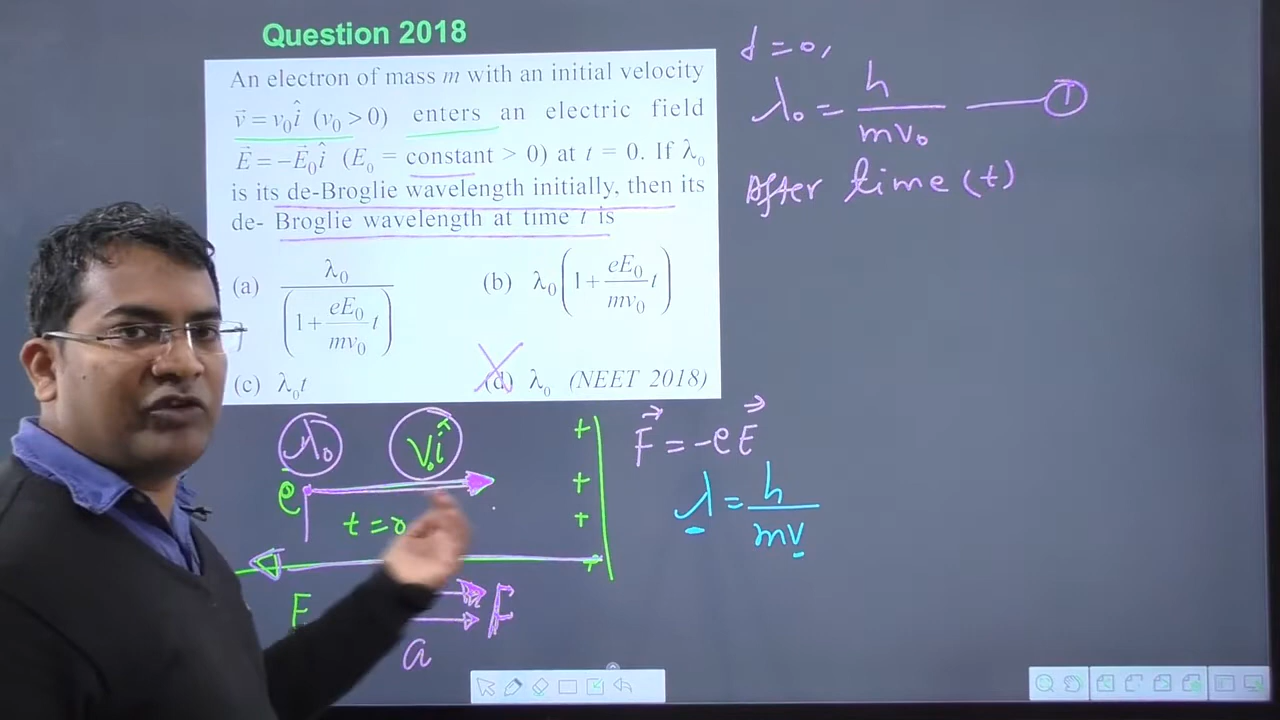 Question 2018
An electron of mass m with an initial velocity
v⃗ = v₀î (v₀ > 0) enters an electric field
E⃗ = −E⃗₀î (E₀ = constant > 0) at t = 0. If λ₀
is its de-Broglie wavelength initially, then its
de- Broglie wavelength at time t is
(a) λ₀/(1 + eE₀/mv₀ t)
(b) λ₀(1 + eE₀/mv₀ t)
(c) λ₀t
(d) λ₀ (NEET 2018)
t = 0,
λ₀ = h/mv₀ — 1
After time (t)
λ₀
V₀î
e
t = 0
+
+
+
+
E
F
a
F⃗ = -eE⃗
λ = h/mv